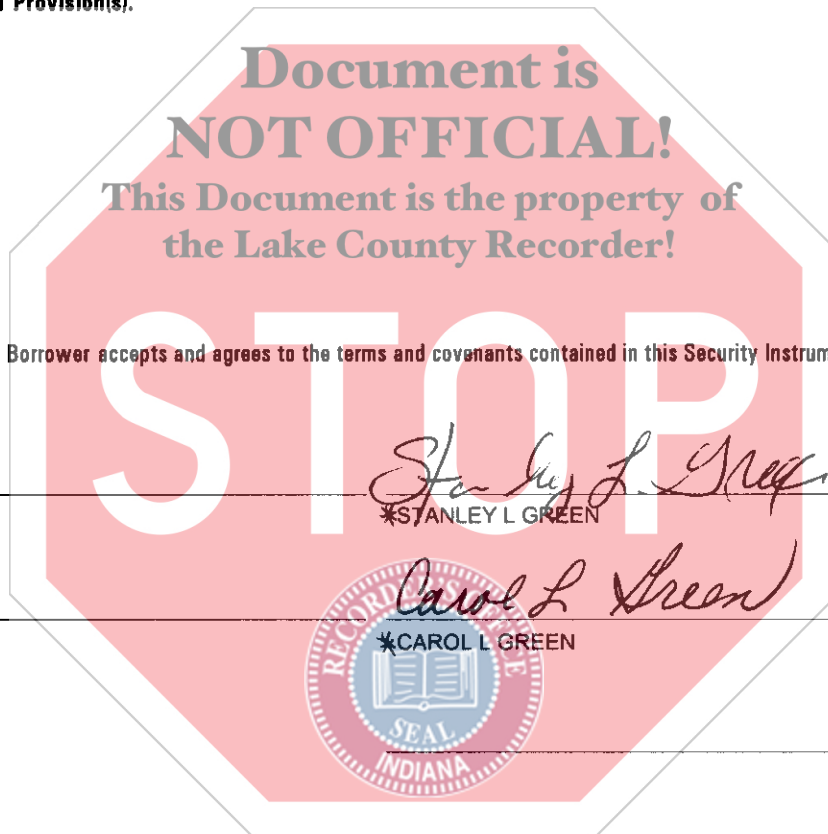 Provision(s).
Document is
NOT OFFICIAL!
This Document is the property of
the Lake County Recorder!
STOP
Borrower accepts and agrees to the terms and covenants contained in this Security Instrum
Stanley L. Green
*STANLEY L GREEN
Carol L Green
*CAROL L GREEN
RECORDER'S OFFICE
SEAL
INDIANA